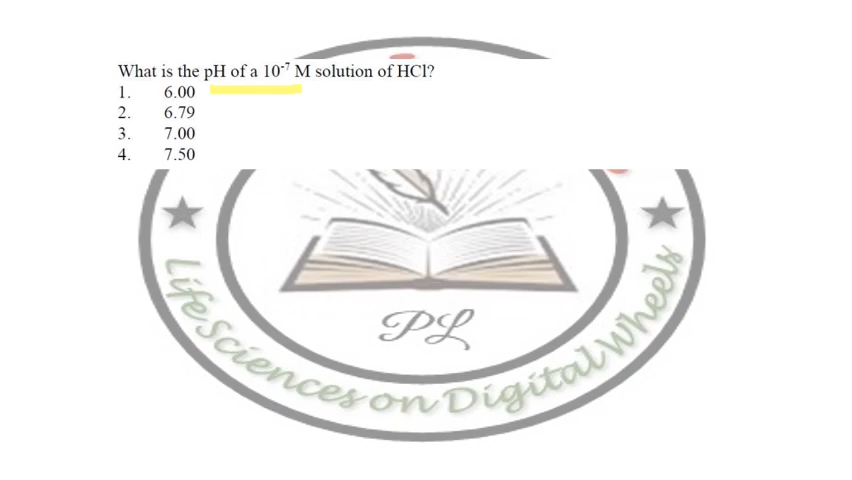 What is the pH of a 10⁻⁷ M solution of HCl?
1. 6.00
2. 6.79
3. 7.00
4. 7.50
PL
Life Sciences on Digital Wheels